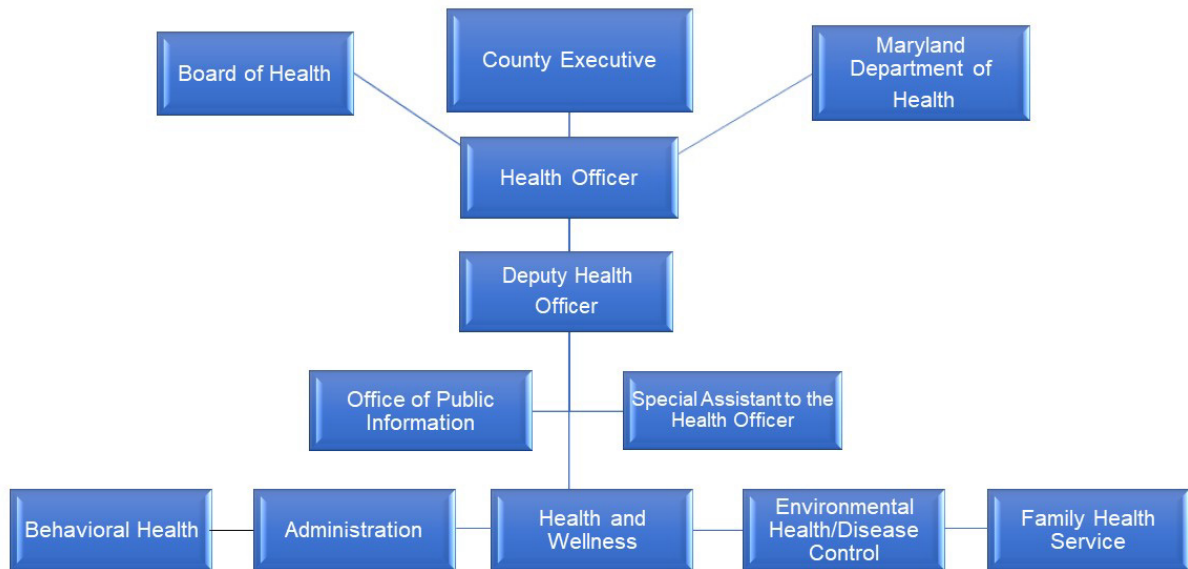 Board of Health
County Executive
Maryland
Department of
Health
Health Officer
Deputy Health
Officer
Office of Public
Information
Special Assistant to the
Health Officer
Behavioral Health
Administration
Health and
Wellness
Environmental
Health/Disease
Control
Family Health
Service